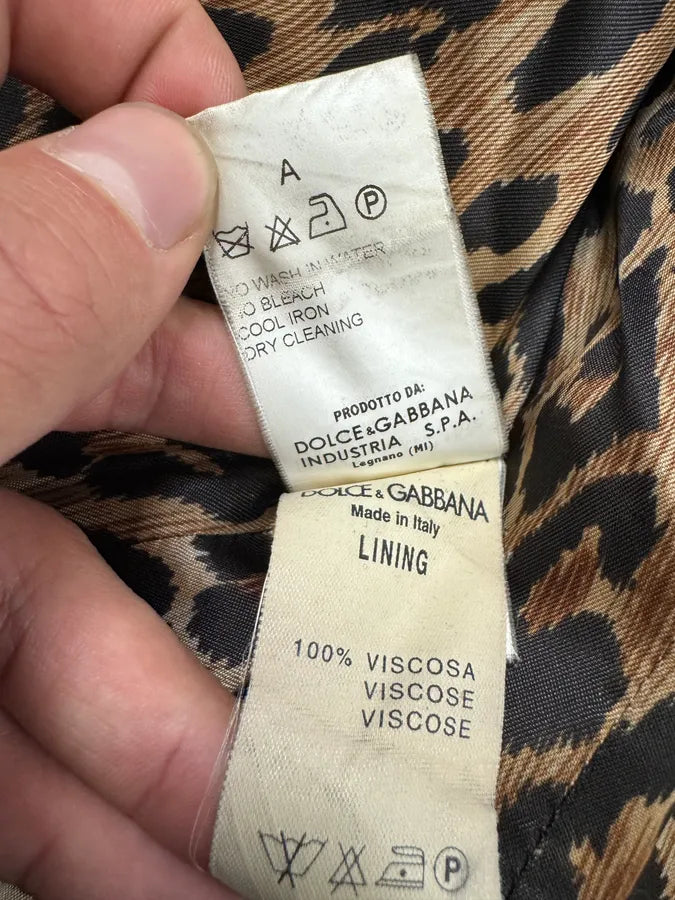 A
P
NO WASH IN WATER
NO BLEACH
COOL IRON
DRY CLEANING
PRODOTTO DA:
DOLCE & GABBANA
INDUSTRIA S.P.A.
Legnano (MI)
DOLCE & GABBANA
Made in Italy
LINING
100% VISCOSA
VISCOSE
VISCOSE
P